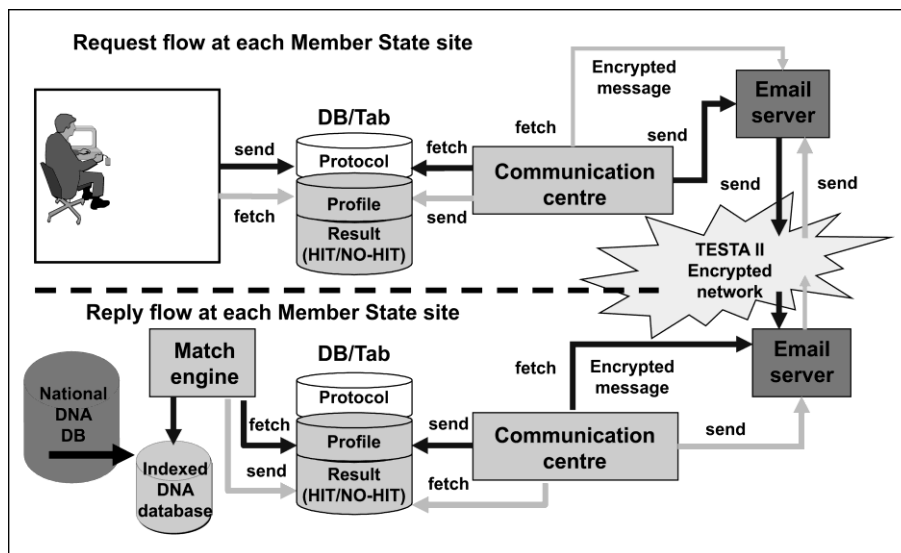 Request flow at each Member State site
Encrypted
message
Email
server
DB/Tab
fetch
send
fetch
send
Protocol
Communication
centre
Profile
fetch
send
Result
(HIT/NO-HIT)
send
send
TESTA II
Encrypted
network
Reply flow at each Member State site
Match
engine
DB/Tab
fetch
Encrypted
message
Email
server
National
DNA
DB
Protocol
fetch
send
Profile
Communication
centre
send
Indexed
DNA
database
send
Result
(HIT/NO-HIT)
fetch